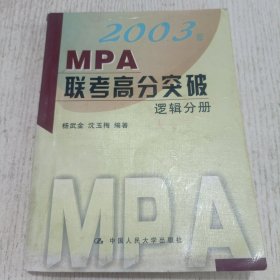 2003版
MPA
联考高分突破
逻辑分册
杨武金 沈玉梅 编著
MPA
中国人民大学出版社